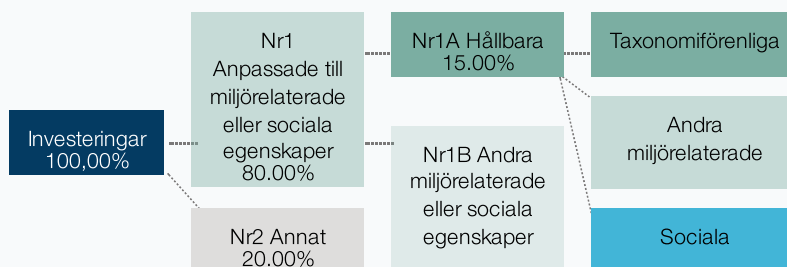 Investeringar
100,00%
Nr1
Anpassade till
miljörelaterade
eller sociala
egenskaper
80.00%
Nr2 Annat
20.00%
Nr1A Hållbara
15.00%
Nr1B Andra
miljörelaterade
eller sociala
egenskaper
Taxonomiförenliga
Andra
miljörelaterade
Sociala